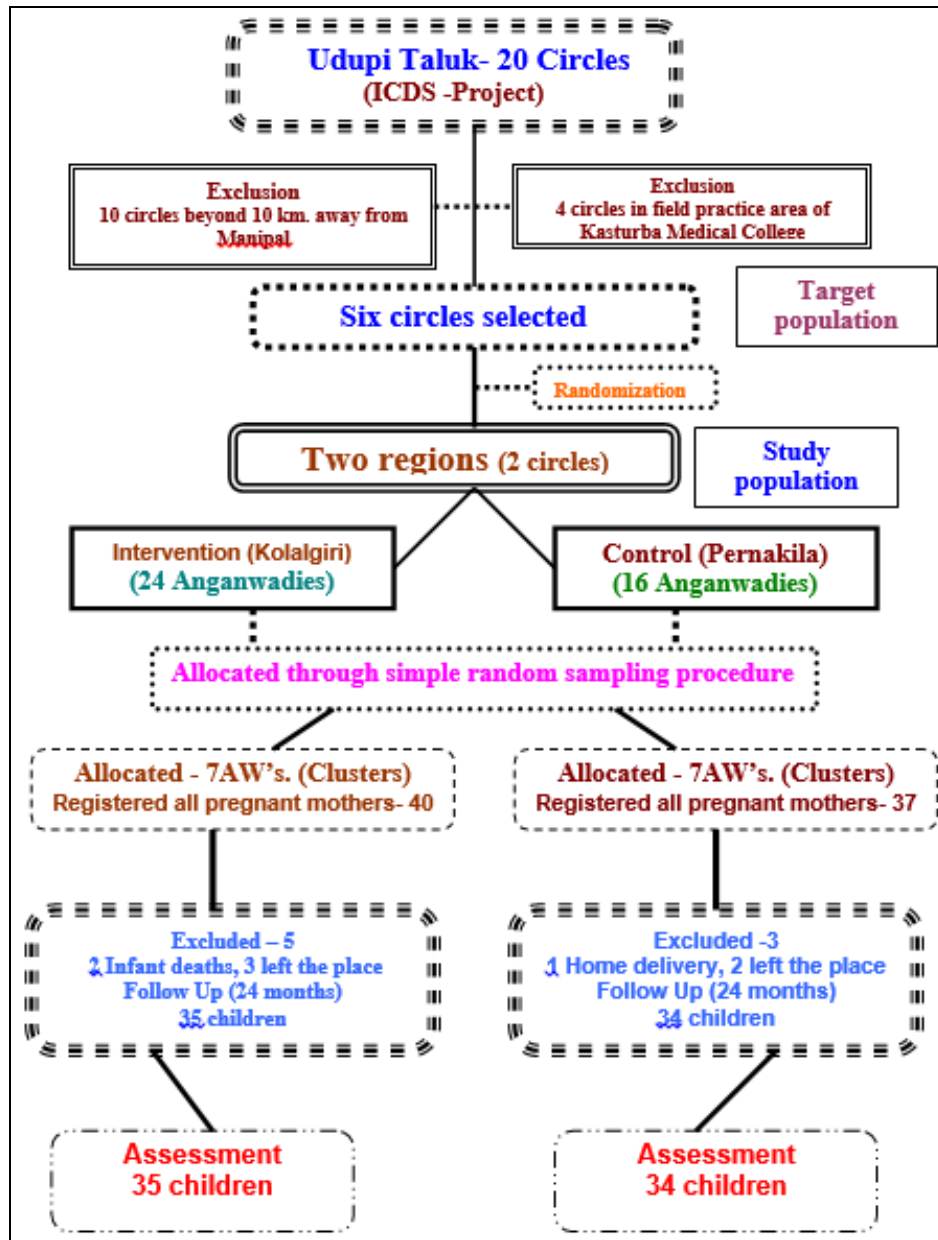 Udupi Taluk- 20 Circles
(ICDS -Project)
Exclusion
10 circles beyond 10 km. away from
Manipal
Exclusion
4 circles in field practice area of
Kasturba Medical College
Six circles selected
Target
population
Randomization
Two regions (2 circles)
Study
population
Intervention (Kolalgiri)
(24 Anganwadies)
Control (Pernakila)
(16 Anganwadies)
Allocated through simple random sampling procedure
Allocated - 7AW's. (Clusters)
Registered all pregnant mothers- 40
Allocated - 7AW's. (Clusters)
Registered all pregnant mothers- 37
Excluded – 5
2 Infant deaths, 3 left the place
Follow Up (24 months)
35 children
Excluded -3
1 Home delivery, 2 left the place
Follow Up (24 months)
34 children
Assessment
35 children
Assessment
34 children